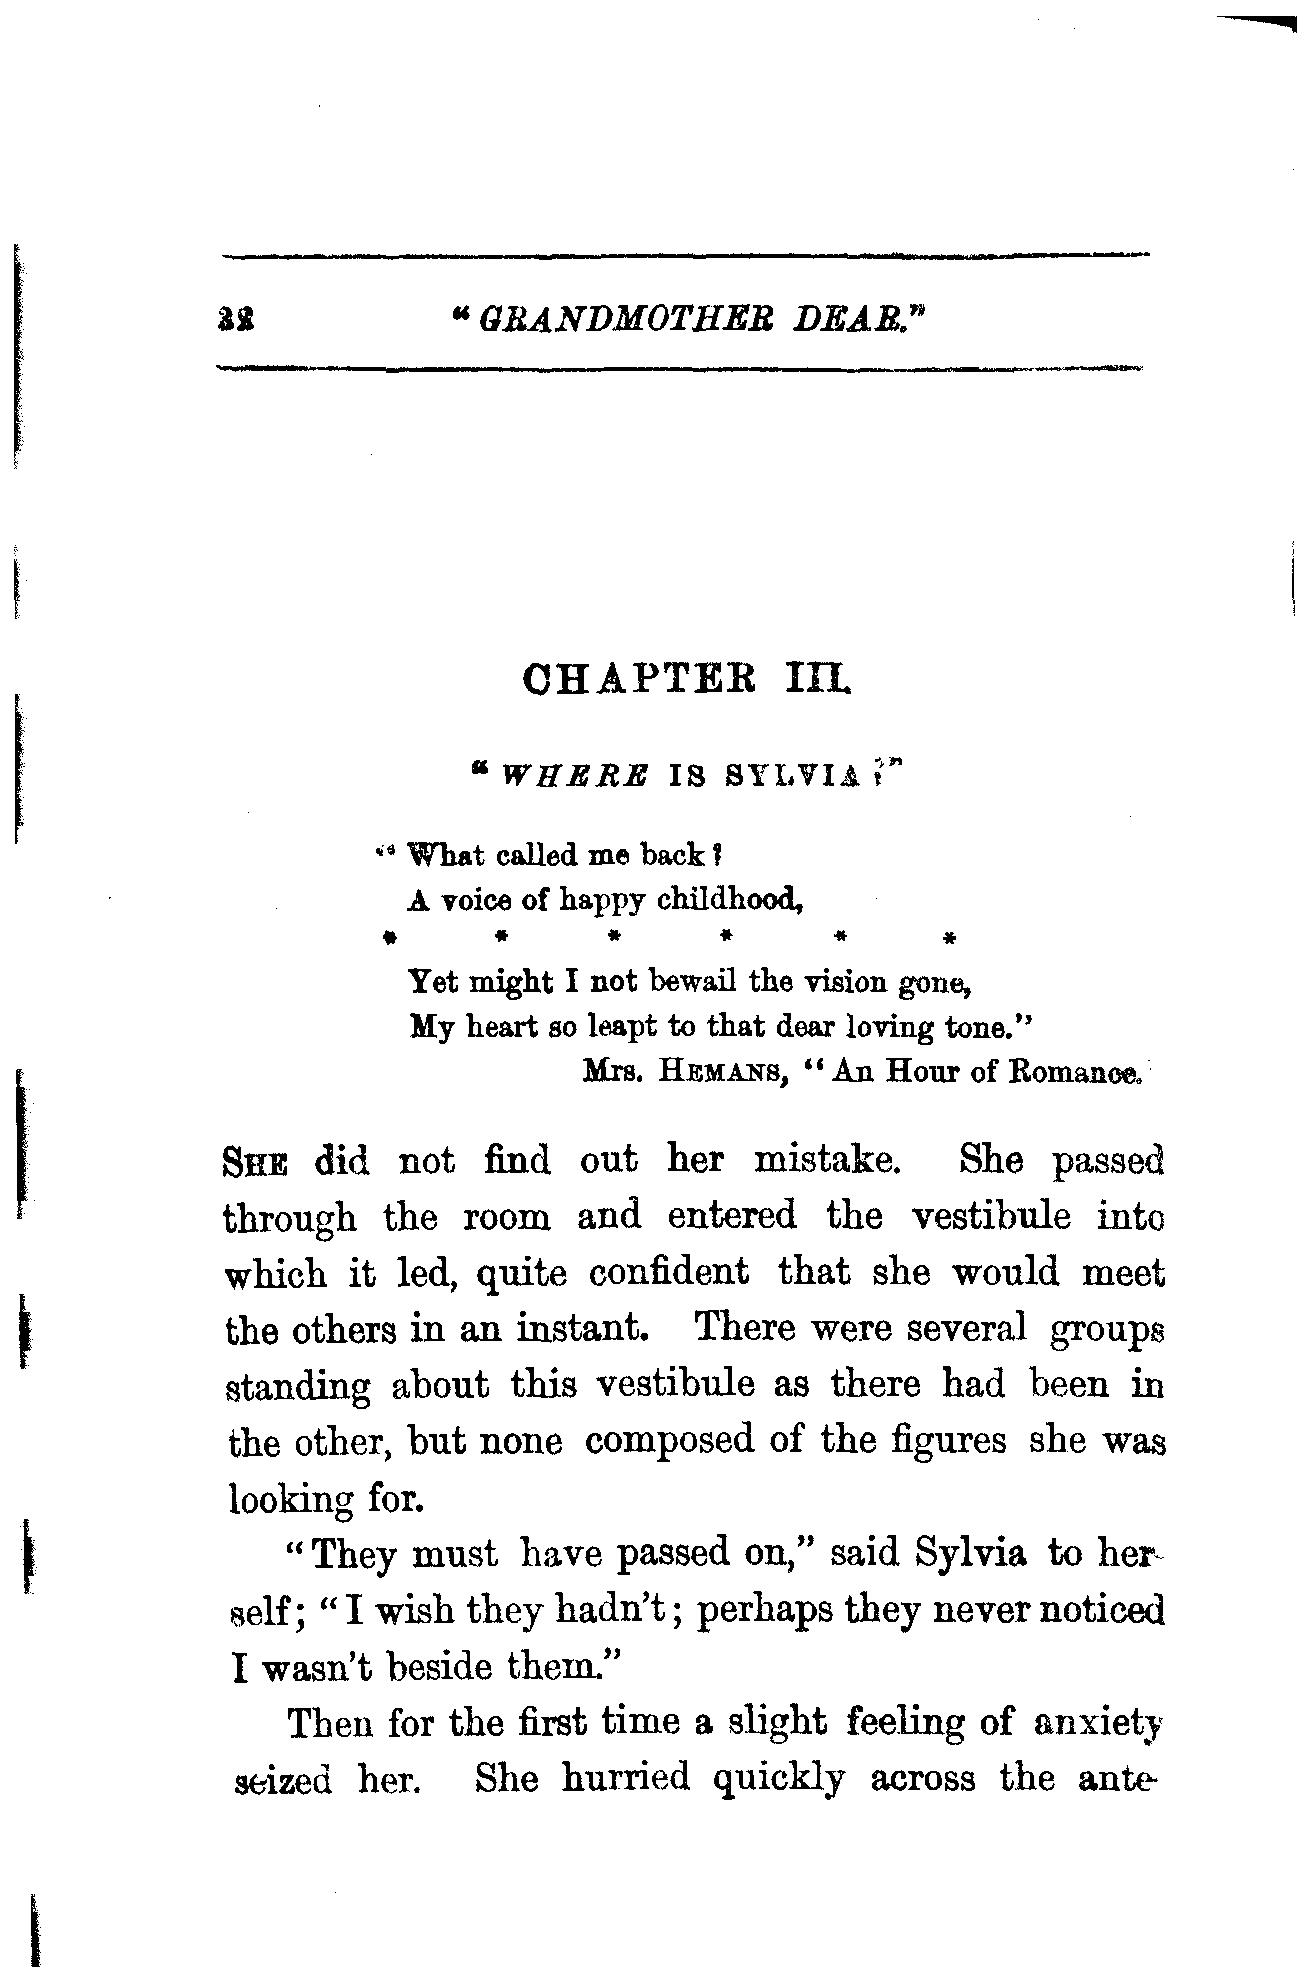 32 "GRANDMOTHER DEAR."
CHAPTER III.
"WHERE IS SYLVIA?"
"What called me back?
A voice of happy childhood,
* * * * * *
Yet might I not bewail the vision gone,
My heart so leapt to that dear loving tone."
Mrs. HEMANS, "An Hour of Romance.
SHE did not find out her mistake. She passed
through the room and entered the vestibule into
which it led, quite confident that she would meet
the others in an instant. There were several groups
standing about this vestibule as there had been in
the other, but none composed of the figures she was
looking for.
"They must have passed on," said Sylvia to her-
self; "I wish they hadn't; perhaps they never noticed
I wasn't beside them."
Then for the first time a slight feeling of anxiety
seized her. She hurried quickly across the ante-